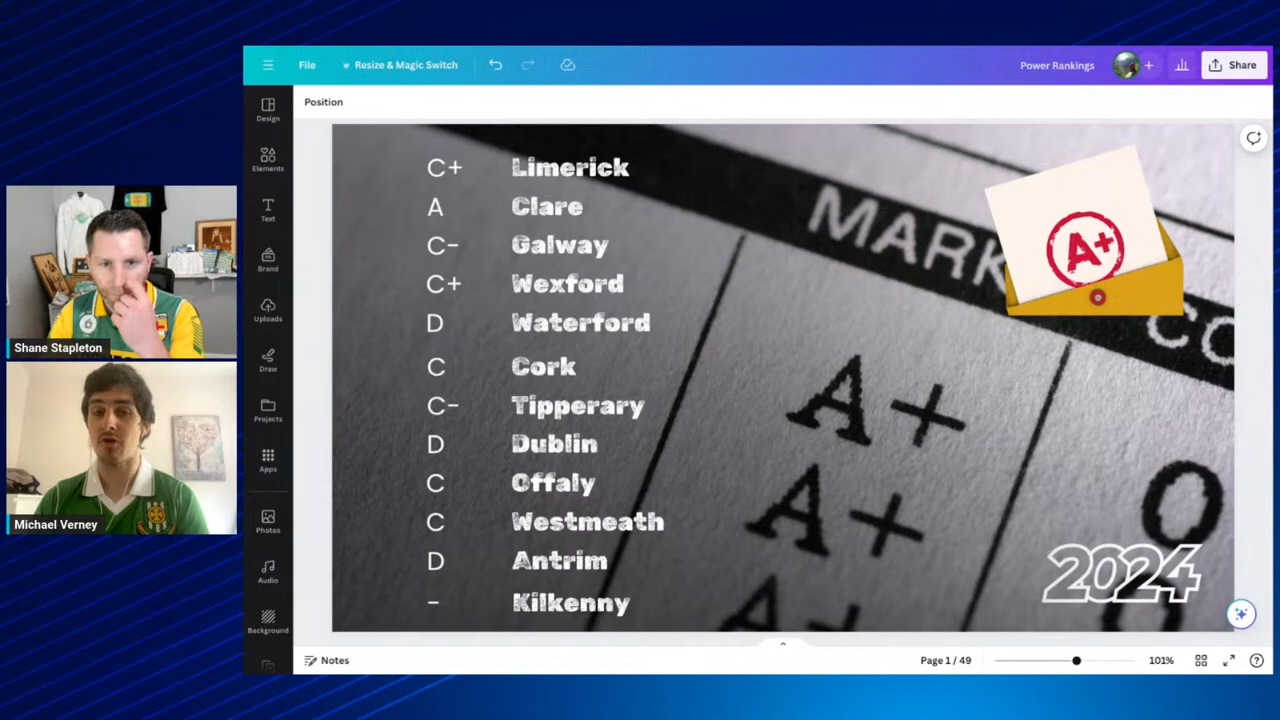 File
Resize & Magic Switch
Power Rankings
+
Share
Position
Design
Elements
Text
Brand
Uploads
Draw
Projects
Apps
Photos
Audio
Background
C+ Limerick
A Clare
C- Galway
C+ Wexford
D Waterford
C Cork
C- Tipperary
D Dublin
C Offaly
C Westmeath
D Antrim
- Kilkenny
MARK
CO
A+
A+
A+
A+
2024
Shane Stapleton
Michael Verney
Notes
Page 1 / 49
101%